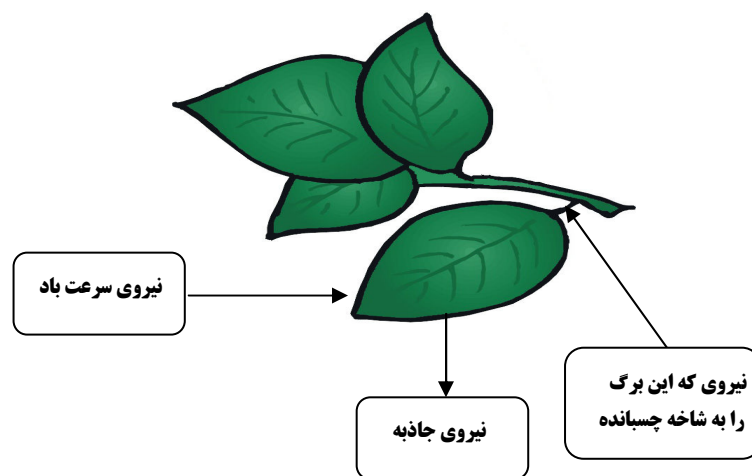 نیروی سرعت باد
نیروی که این برگ
را به شاخه چسبانده
نیروی جاذبه